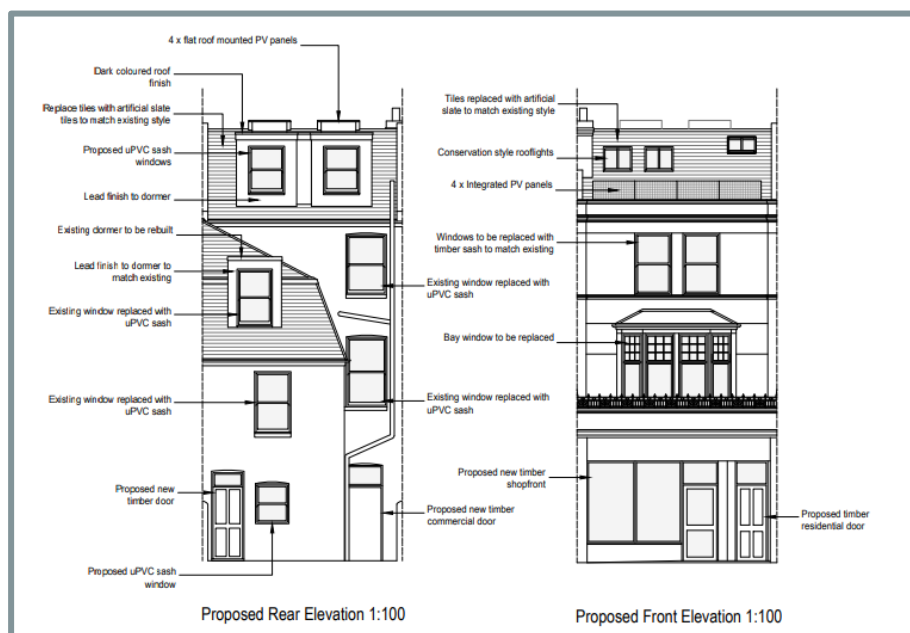 4 x flat roof mounted PV panels
Dark coloured roof
finish
Replace tiles with artificial slate
tiles to match existing style
Proposed uPVC sash
windows
Lead finish to dormer
Existing dormer to be rebuilt
Lead finish to dormer to
match existing
Existing window replaced with
uPVC sash
Existing window replaced with
uPVC sash
Proposed new
timber door
Proposed uPVC sash
window
Existing window replaced with
uPVC sash
Existing window replaced with
uPVC sash
Proposed new timber
commercial door
Proposed Rear Elevation 1:100
Tiles replaced with artificial
slate to match existing style
Conservation style rooflights
4 x Integrated PV panels
Windows to be replaced with
timber sash to match existing
Bay window to be replaced
Proposed new timber
shopfront
Proposed timber
residential door
Proposed Front Elevation 1:100